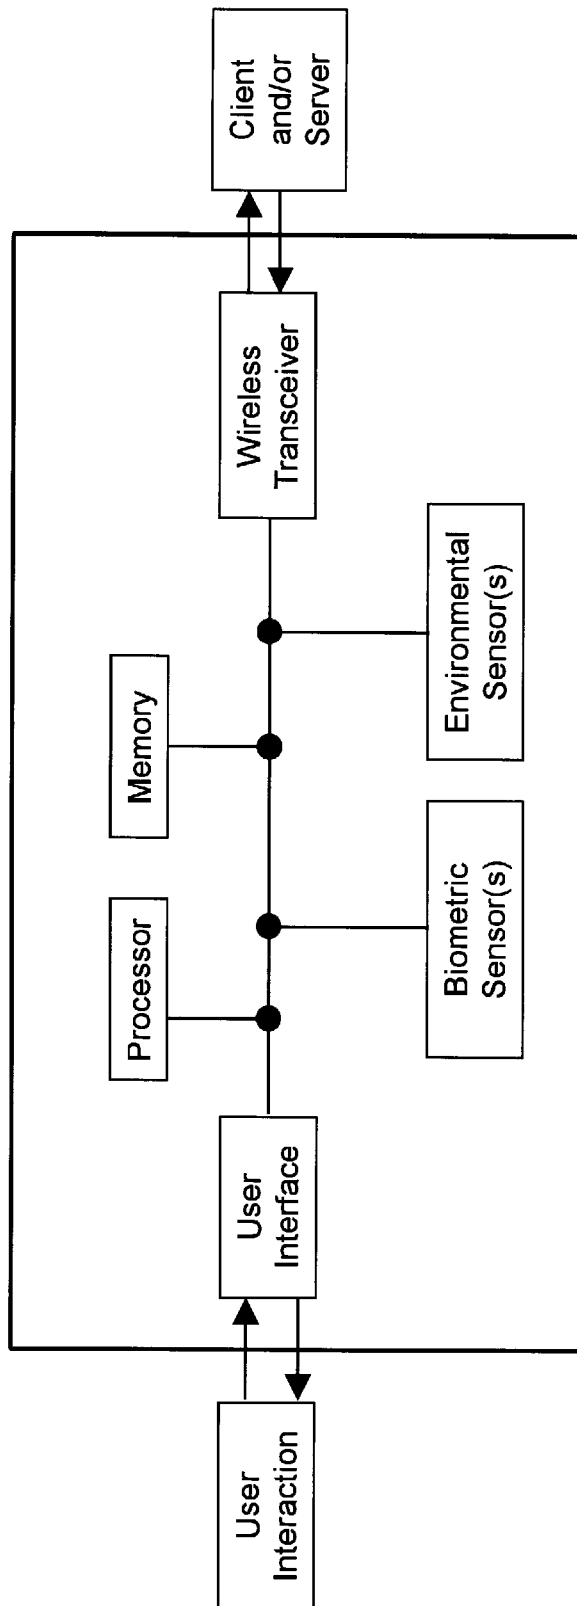 User
Interaction
User
Interface
Processor
Memory
Biometric
Sensor(s)
Environmental
Sensor(s)
Wireless
Transceiver
Client
and/or
Server